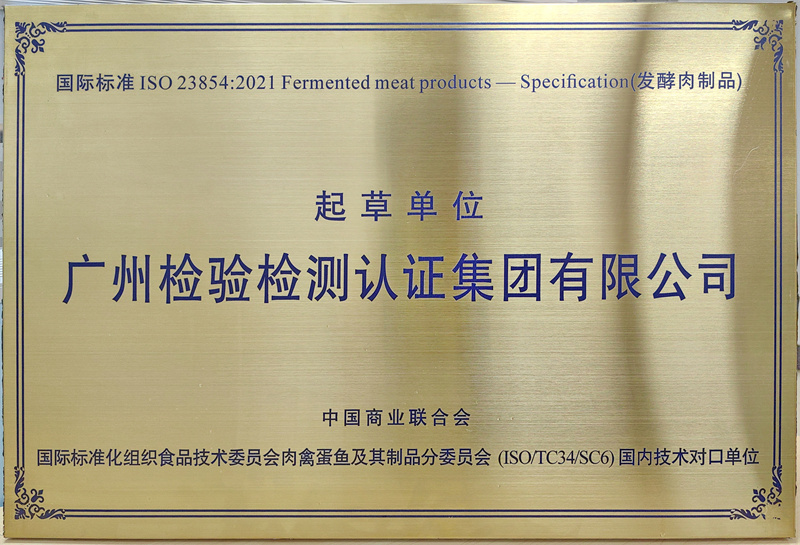 国际标准 ISO 23854:2021 Fermented meat products — Specification(发酵肉制品)
起草单位
广州检验检测认证集团有限公司
中国商业联合会
国际标准化组织食品技术委员会肉禽蛋鱼及其制品分委员会 (ISO/TC34/SC6) 国内技术对口单位